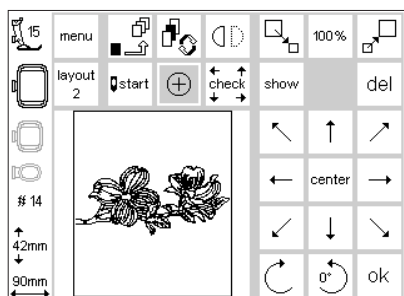 15 menu 100%
layout
2 start check show del
center
# 14
42mm
90mm 0° ok